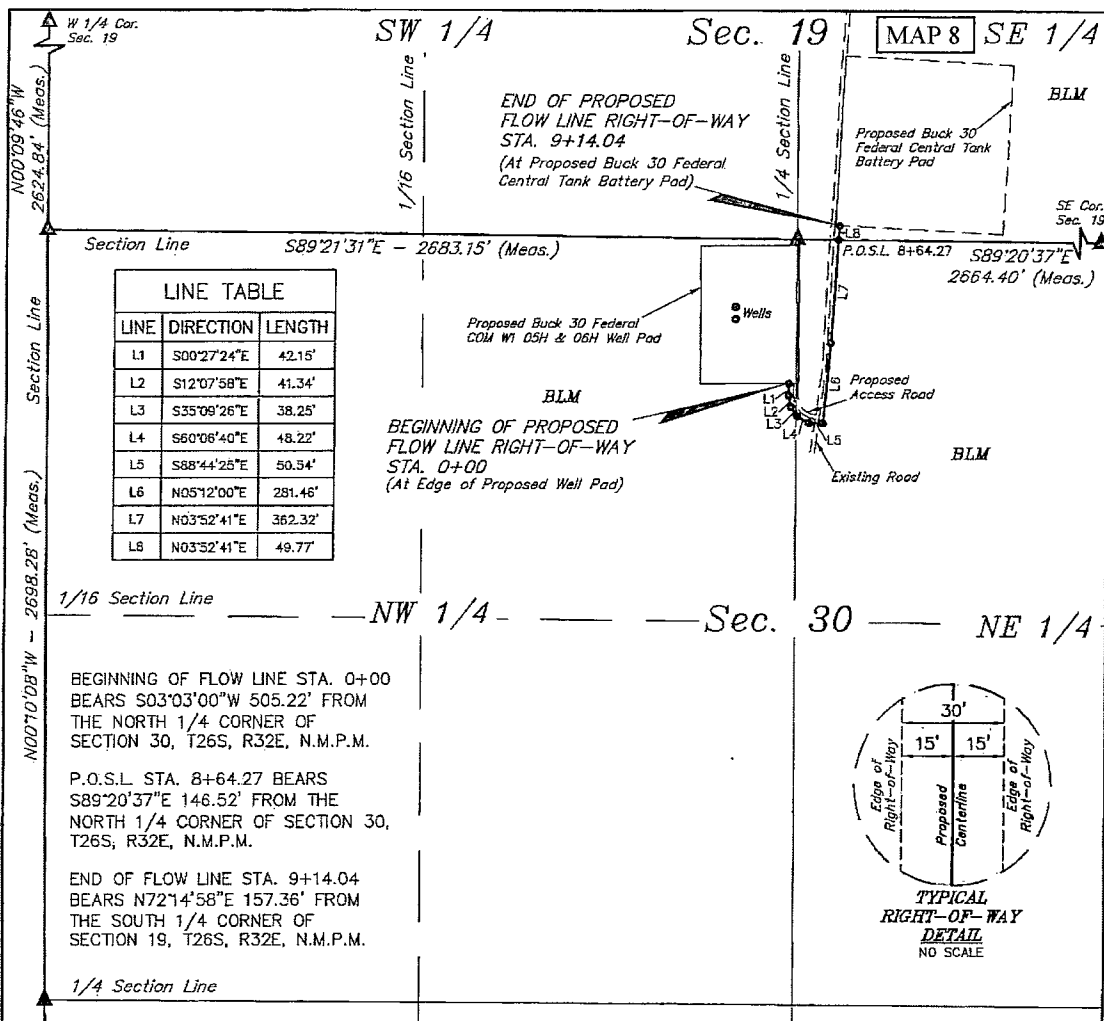 W 1/4 Cor.
Sec. 19
SW 1/4
Sec. 19
MAP 8
SE 1/4
N00°09'46"W
2624.84' (Meas.)
1/16 Section Line
END OF PROPOSED
FLOW LINE RIGHT-OF-WAY
STA. 9+14.04
(At Proposed Buck 30 Federal
Central Tank Battery Pad)
1/4 Section Line
Proposed Buck 30
Federal Central Tank
Battery Pad
BLM
SE Cor.
Sec. 19
Section Line
S89°21'31"E - 2683.15' (Meas.)
L8
P.O.S.L. 8+64.27
S89°20'37"E
2664.40' (Meas.)
LINE TABLE
LINE DIRECTION LENGTH
L1 S00°27'24"E 42.15'
L2 S12°07'58"E 41.34'
L3 S35°09'26"E 38.25'
L4 S60°06'40"E 48.22'
L5 S88°44'25"E 50.54'
L6 N05°12'00"E 281.46'
L7 N03°52'41"E 362.32'
L8 N03°52'41"E 49.77'
Section Line
N00°10'08"W - 2698.28' (Meas.)
Proposed Buck 30 Federal
COM W1 05H & 06H Well Pad
Wells
L7
L6
BLM
L1
L2
L3
L4
L5
Proposed
Access Road
BEGINNING OF PROPOSED
FLOW LINE RIGHT-OF-WAY
STA. 0+00
(At Edge of Proposed Well Pad)
BLM
Existing Road
1/16 Section Line
NW 1/4
Sec. 30
NE 1/4
BEGINNING OF FLOW LINE STA. 0+00
BEARS S03°03'00"W 505.22' FROM
THE NORTH 1/4 CORNER OF
SECTION 30, T26S, R32E, N.M.P.M.
P.O.S.L. STA. 8+64.27 BEARS
S89°20'37"E 146.52' FROM THE
NORTH 1/4 CORNER OF SECTION 30,
T26S, R32E, N.M.P.M.
END OF FLOW LINE STA. 9+14.04
BEARS N72°14'58"E 157.36' FROM
THE SOUTH 1/4 CORNER OF
SECTION 19, T26S, R32E, N.M.P.M.
30'
15' 15'
Edge of
Right-of-Way
Proposed
Centerline
Edge of
Right-of-Way
TYPICAL
RIGHT-OF-WAY
DETAIL
NO SCALE
1/4 Section Line